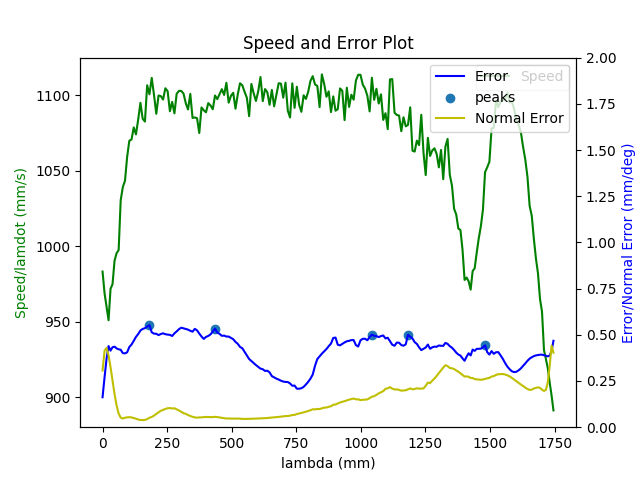 Speed and Error Plot
1100
1050
1000
950
900
Speed/lamdot (mm/s)
Error
Speed
peaks
Normal Error
2.00
1.75
1.50
1.25
1.00
0.75
0.50
0.25
0.00
Error/Normal Error (mm/deg)
0 250 500 750 1000 1250 1500 1750
lambda (mm)